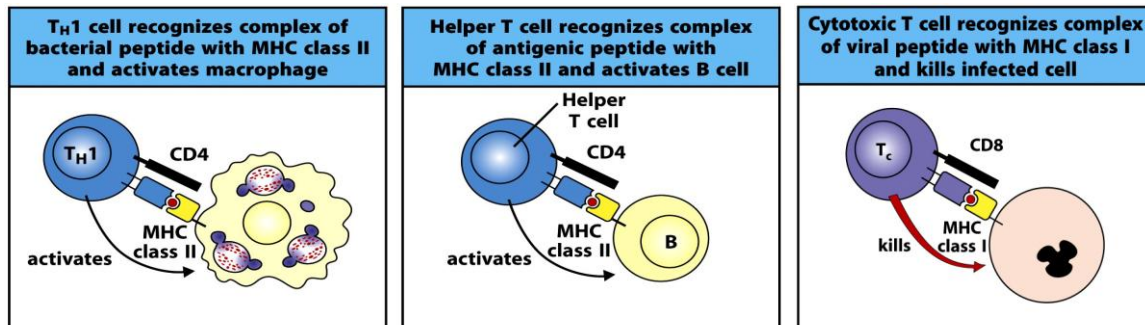 T_H1 cell recognizes complex of
bacterial peptide with MHC class II
and activates macrophage
T_H1
CD4
MHC
class II
activates
Helper T cell recognizes complex
of antigenic peptide with
MHC class II and activates B cell
Helper
T cell
CD4
MHC
class II
B
activates
Cytotoxic T cell recognizes complex
of viral peptide with MHC class I
and kills infected cell
T_c
CD8
MHC
class I
kills